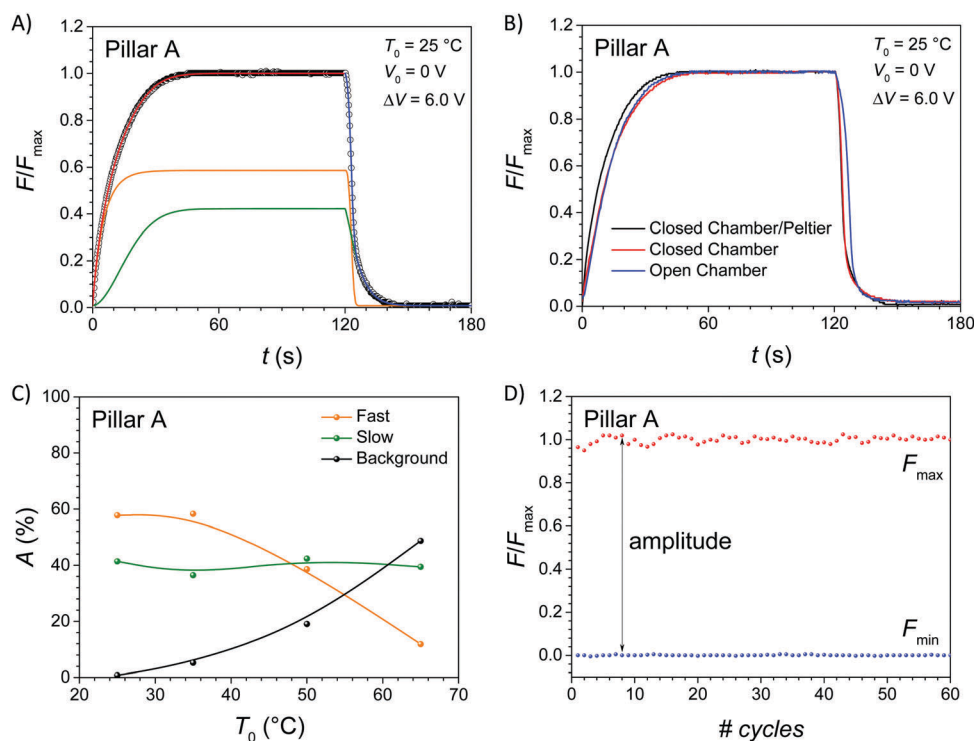 A)
Pillar A
T0 = 25 °C
V0 = 0 V
ΔV = 6.0 V
F/Fmax
1.2
1.0
0.8
0.6
0.4
0.2
0.0
0 60 120 180
t (s)
B)
Pillar A
T0 = 25 °C
V0 = 0 V
ΔV = 6.0 V
F/Fmax
1.2
1.0
0.8
0.6
0.4
0.2
0.0
Closed Chamber/Peltier
Closed Chamber
Open Chamber
0 60 120 180
t (s)
C)
Pillar A
Fast
Slow
Background
A (%)
100
80
60
40
20
0
20 30 40 50 60 70
T0 (°C)
D)
Pillar A
F/Fmax
1.2
1.0
0.8
0.6
0.4
0.2
0.0
Fmax
amplitude
Fmin
0 10 20 30 40 50 60
# cycles